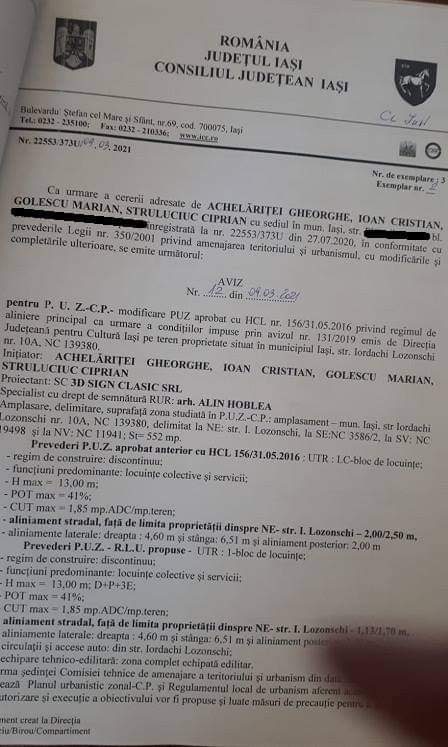 ROMÂNIA
JUDEȚUL IAȘI
CONSILIUL JUDEȚEAN IAȘI
Bulevardu: Ștefan cel Mare și Sfânt, nr.69, cod. 700075, Iași
Tel.: 0232 - 235100; Fax: 0232 - 210336; www.icc.ro
Nr. 22553/373U/09.03.2021
Nr. de exemplare: 3
Exemplar nr. 2
Ca urmare a cererii adresate de ACHELĂRIȚEI GHEORGHE, IOAN CRISTIAN,
GOLESCU MARIAN, STRULUCIUC CIPRIAN cu sediul în mun. Iași, str. bl.
înregistrată la nr. 22553/373U din 27.07.2020, în conformitate cu
prevederile Legii nr. 350/2001 privind amenajarea teritoriului și urbanismul, cu modificările și
completările ulterioare, se emite următorul:
AVIZ
Nr. 12 din 09.03.2021
pentru P. U. Z.-C.P.- modificare PUZ aprobat cu HCL nr. 156/31.05.2016 privind regimul de
aliniere principal ca urmare a condițiilor impuse prin avizul nr. 131/2019 emis de Direcția
Județeană pentru Cultură Iași pe teren proprietate situat în municipiul Iași, str. Iordachi Lozonschi
nr. 10A, NC 139380.
Inițiator: ACHELĂRIȚEI GHEORGHE, IOAN CRISTIAN, GOLESCU MARIAN,
STRULUCIUC CIPRIAN
Proiectant: SC 3D SIGN CLASIC SRL
Specialist cu drept de semnătură RUR: arh. ALIN HOBLEA
Amplasare, delimitare, suprafață zona studiată în P.U.Z.-C.P.: amplasament – mun. Iași, str Iordachi
Lozonschi nr. 10A, NC 139380, delimitat la NE: str. I. Lozonschi, la SE:NC 3586/2, la SV: NC
19498 și la NV: NC 11941; St= 552 mp.
Prevederi P.U.Z. aprobat anterior cu HCL 156/31.05.2016 : UTR : LC-bloc de locuințe;
- regim de construire: discontinuu;
- funcțiuni predominante: locuințe colective și servicii;
- H max = 13,00 m;
- POT max = 41%;
- CUT max = 1,85 mp.ADC/mp.teren;
- aliniament stradal, față de limita proprietății dinspre NE- str. I. Lozonschi – 2,00/2,50 m,
- aliniamente laterale: dreapta : 4,60 m și stânga: 6,51 m și aliniament posterior: 2,00 m
Prevederi P.U.Z. - R.L.U. propuse - UTR : 1-bloc de locuințe;
- regim de construire: discontinuu;
- funcțiuni predominante: locuințe colective și servicii;
- H max = 13,00 m; D+P+3E;
- POT max = 41%;
CUT max = 1,85 mp.ADC/mp.teren;
aliniament stradal, față de limita proprietății dinspre NE- str. I. Lozonschi – 1,13/1,70 m,
aliniamente laterale: dreapta : 4,60 m și stânga: 6,51 m și aliniament
circulații și acces auto: din str. Iordachi Lozonschi;
echipare tehnico-edilitară: zona complet echipată edilitar.
ședinței Comisiei tehnice de amenajare a teritoriului și urbanism din
Planul urbanistic zonal-C.P. și Regulamentul local de urbanism aferent
și execuție a obiectivului vor fi propuse și luate măsuri de precauție pentru
creat la Direcția